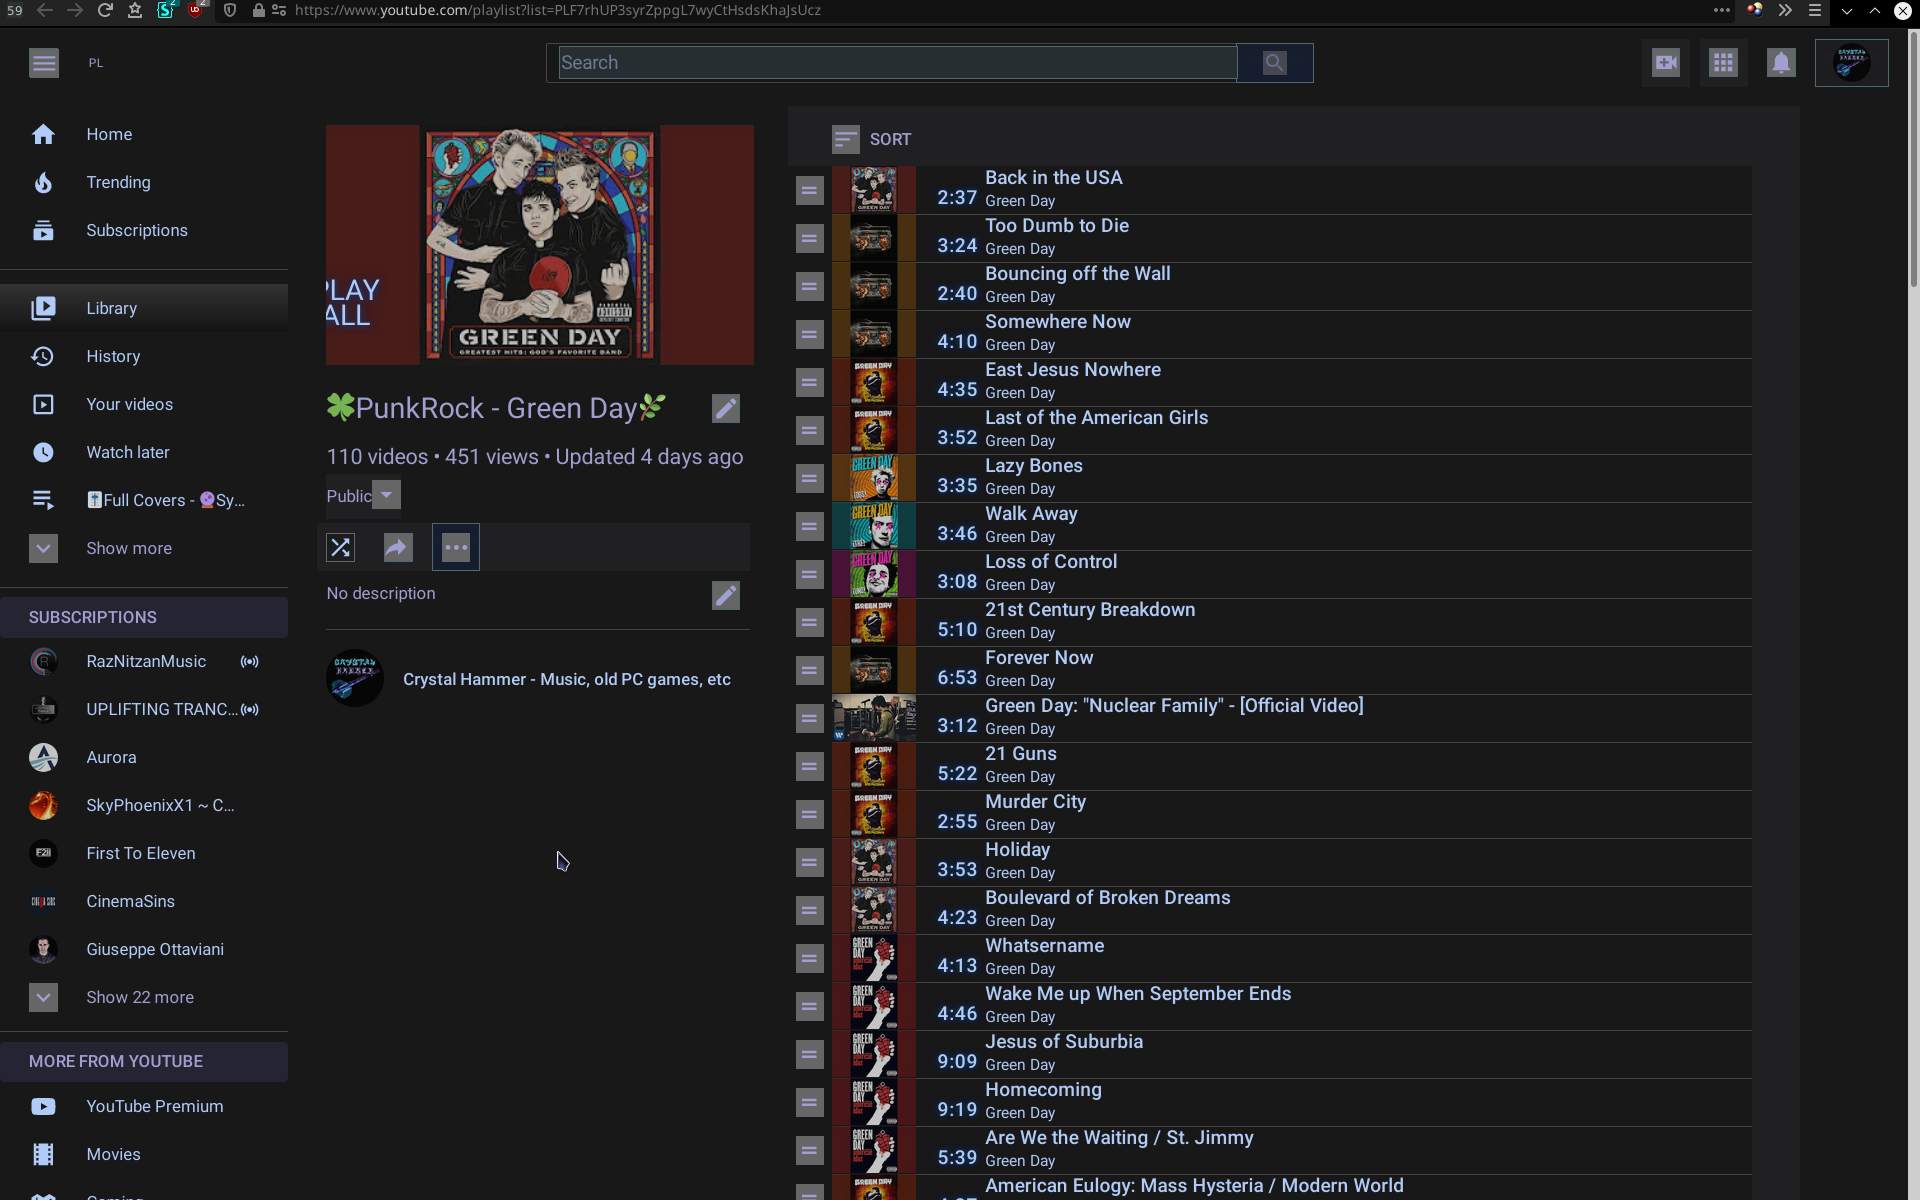 59
https://www.youtube.com/playlist?list=PLF7rhUP3syrZppgL7wyCtHsdsKhaJsUcz
PL
Search
Home
Trending
Subscriptions
Library
History
Your videos
Watch later
Full Covers - Sy...
Show more
SUBSCRIPTIONS
RazNitzanMusic
UPLIFTING TRANC...
Aurora
SkyPhoenixX1 ~ C...
First To Eleven
CinemaSins
Giuseppe Ottaviani
Show 22 more
MORE FROM YOUTUBE
YouTube Premium
Movies
Gaming
PLAY
ALL
GREEN DAY
GREATEST HITS: GOD'S FAVORITE BAND
🍀PunkRock - Green Day🌿
110 videos • 451 views • Updated 4 days ago
Public
No description
Crystal Hammer - Music, old PC games, etc
SORT
Back in the USA
2:37 Green Day
Too Dumb to Die
3:24 Green Day
Bouncing off the Wall
2:40 Green Day
Somewhere Now
4:10 Green Day
East Jesus Nowhere
4:35 Green Day
Last of the American Girls
3:52 Green Day
Lazy Bones
3:35 Green Day
Walk Away
3:46 Green Day
Loss of Control
3:08 Green Day
21st Century Breakdown
5:10 Green Day
Forever Now
6:53 Green Day
Green Day: "Nuclear Family" - [Official Video]
3:12 Green Day
21 Guns
5:22 Green Day
Murder City
2:55 Green Day
Holiday
3:53 Green Day
Boulevard of Broken Dreams
4:23 Green Day
Whatsername
4:13 Green Day
Wake Me up When September Ends
4:46 Green Day
Jesus of Suburbia
9:09 Green Day
Homecoming
9:19 Green Day
Are We the Waiting / St. Jimmy
5:39 Green Day
American Eulogy: Mass Hysteria / Modern World